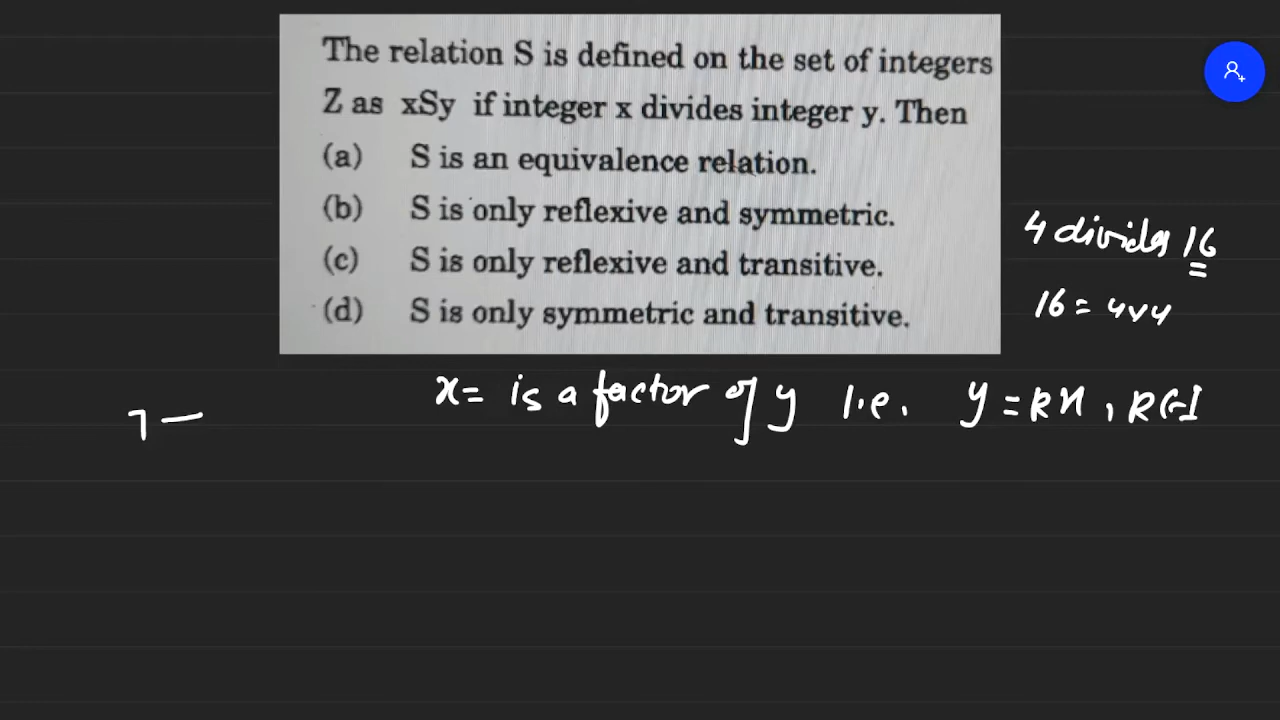 The relation S is defined on the set of integers
Z as xSy if integer x divides integer y. Then
(a) S is an equivalence relation.
(b) S is only reflexive and symmetric.
(c) S is only reflexive and transitive.
(d) S is only symmetric and transitive.
4 divides 16
16 = 4x4
x= is a factor of y i.e. y = kx , k∈I